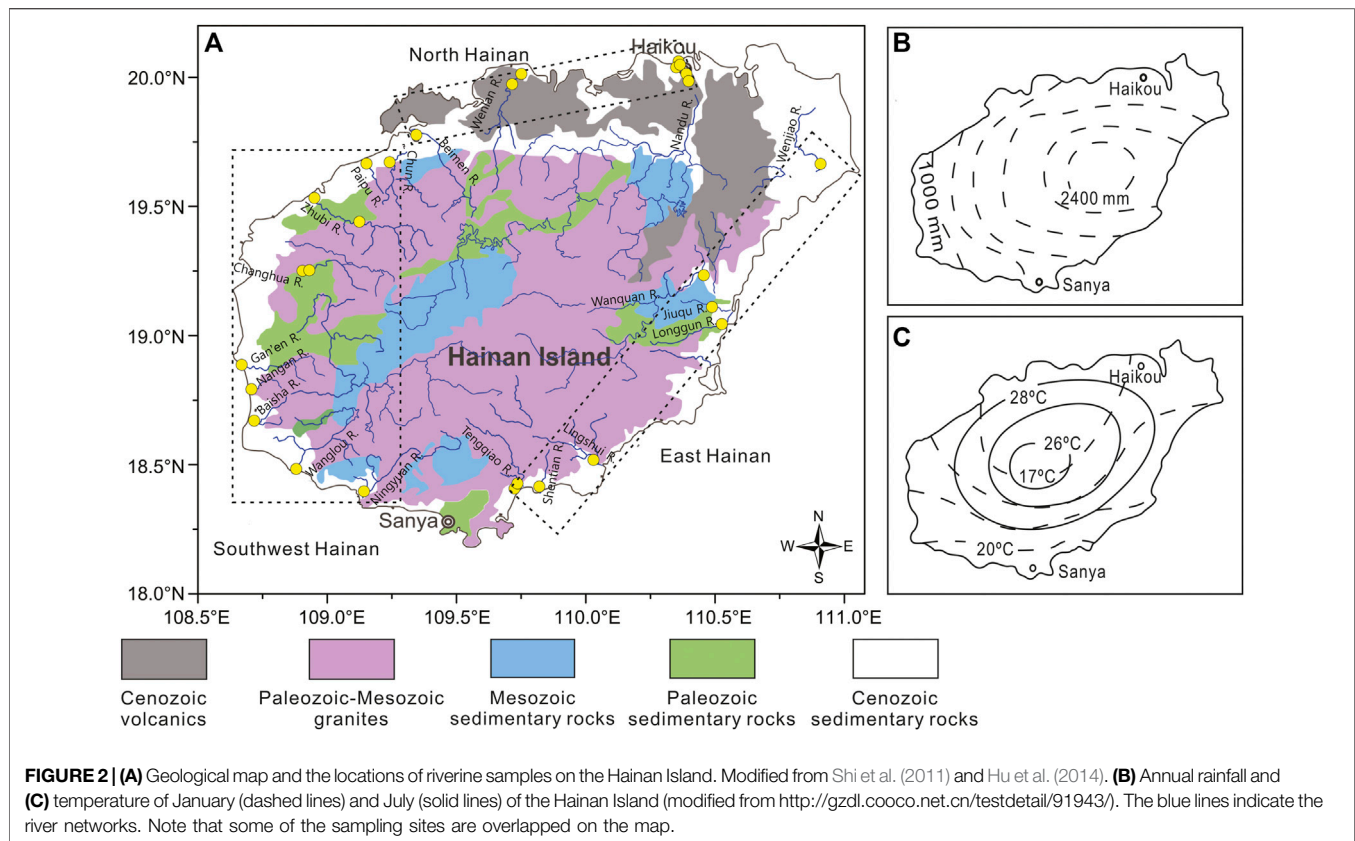 A
North Hainan
Haikou
20.0°N
19.5°N
19.0°N
18.5°N
18.0°N
108.5°E
109.0°E
109.5°E
110.0°E
110.5°E
111.0°E
Wenlan R.
Nandu R.
Wenjiao R.
Beimen R.
Chun R.
Paipu R.
Zhubi R.
Changhua R.
Wanquan R.
Jiuqu R.
Longgun R.
Gan'en R.
Nangan R.
Baisha R.
Hainan Island
Wanglou R.
Ningyuan R.
Tengqiao R.
Shentian R.
Lingshui R.
East Hainan
Sanya
Southwest Hainan
N
W E
S
B
Haikou
1000 mm
2400 mm
Sanya
C
Haikou
28ºC
26ºC
17ºC
20ºC
Sanya
Cenozoic
volcanics
Paleozoic-Mesozoic
granites
Mesozoic
sedimentary rocks
Paleozoic
sedimentary rocks
Cenozoic
sedimentary rocks
FIGURE 2 | (A) Geological map and the locations of riverine samples on the Hainan Island. Modified from Shi et al. (2011) and Hu et al. (2014). (B) Annual rainfall and
(C) temperature of January (dashed lines) and July (solid lines) of the Hainan Island (modified from http://gzdl.cooco.net.cn/testdetail/91943/). The blue lines indicate the
river networks. Note that some of the sampling sites are overlapped on the map.